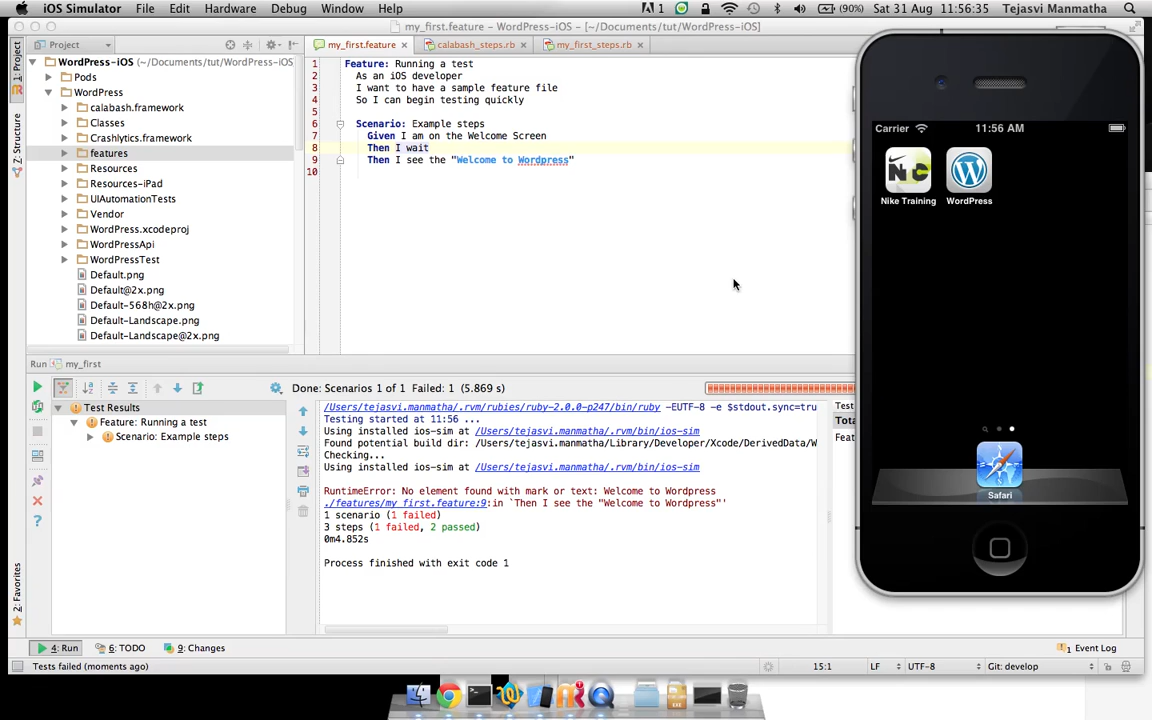 iOS Simulator File Edit Hardware Debug Window Help 1 (90%) Sat 31 Aug 11:56:35 Tejasvi Manmatha
my_first.feature – WordPress-iOS – [~/Documents/tut/WordPress-iOS]
Project
my_first.feature
calabash_steps.rb
my_first_steps.rb
1: Project
Z: Structure
2: Favorites
WordPress-iOS (~/Documents/tut/WordPress-iOS)
Pods
WordPress
calabash.framework
Classes
Crashlytics.framework
features
Resources
Resources-iPad
UIAutomationTests
Vendor
WordPress.xcodeproj
WordPressApi
WordPressTest
Default.png
Default@2x.png
Default-568h@2x.png
Default-Landscape.png
Default-Landscape@2x.png
1 Feature: Running a test
2 As an iOS developer
3 I want to have a sample feature file
4 So I can begin testing quickly
5
6 Scenario: Example steps
7 Given I am on the Welcome Screen
8 Then I wait
9 Then I see the "Welcome to Wordpress"
10
Carrier 11:56 AM
Nike Training
WordPress
Safari
Run my_first
Done: Scenarios 1 of 1 Failed: 1 (5.869 s)
Test Results
Feature: Running a test
Scenario: Example steps
/Users/tejasvi.manmatha/.rvm/rubies/ruby-2.0.0-p247/bin/ruby -EUTF-8 -e $stdout.sync=tru
Testing started at 11:56 ...
Using installed ios-sim at /Users/tejasvi.manmatha/.rvm/bin/ios-sim
Found potential build dir: /Users/tejasvi.manmatha/Library/Developer/Xcode/DerivedData/W
Checking...
Using installed ios-sim at /Users/tejasvi.manmatha/.rvm/bin/ios-sim
RuntimeError: No element found with mark or text: Welcome to Wordpress
./features/my_first.feature:9:in `Then I see the "Welcome to Wordpress"'
1 scenario (1 failed)
3 steps (1 failed, 2 passed)
0m4.852s
Process finished with exit code 1
Test
Tota
Feat
4: Run
6: TODO
9: Changes
1 Event Log
Tests failed (moments ago)
15:1
LF
UTF-8
Git: develop